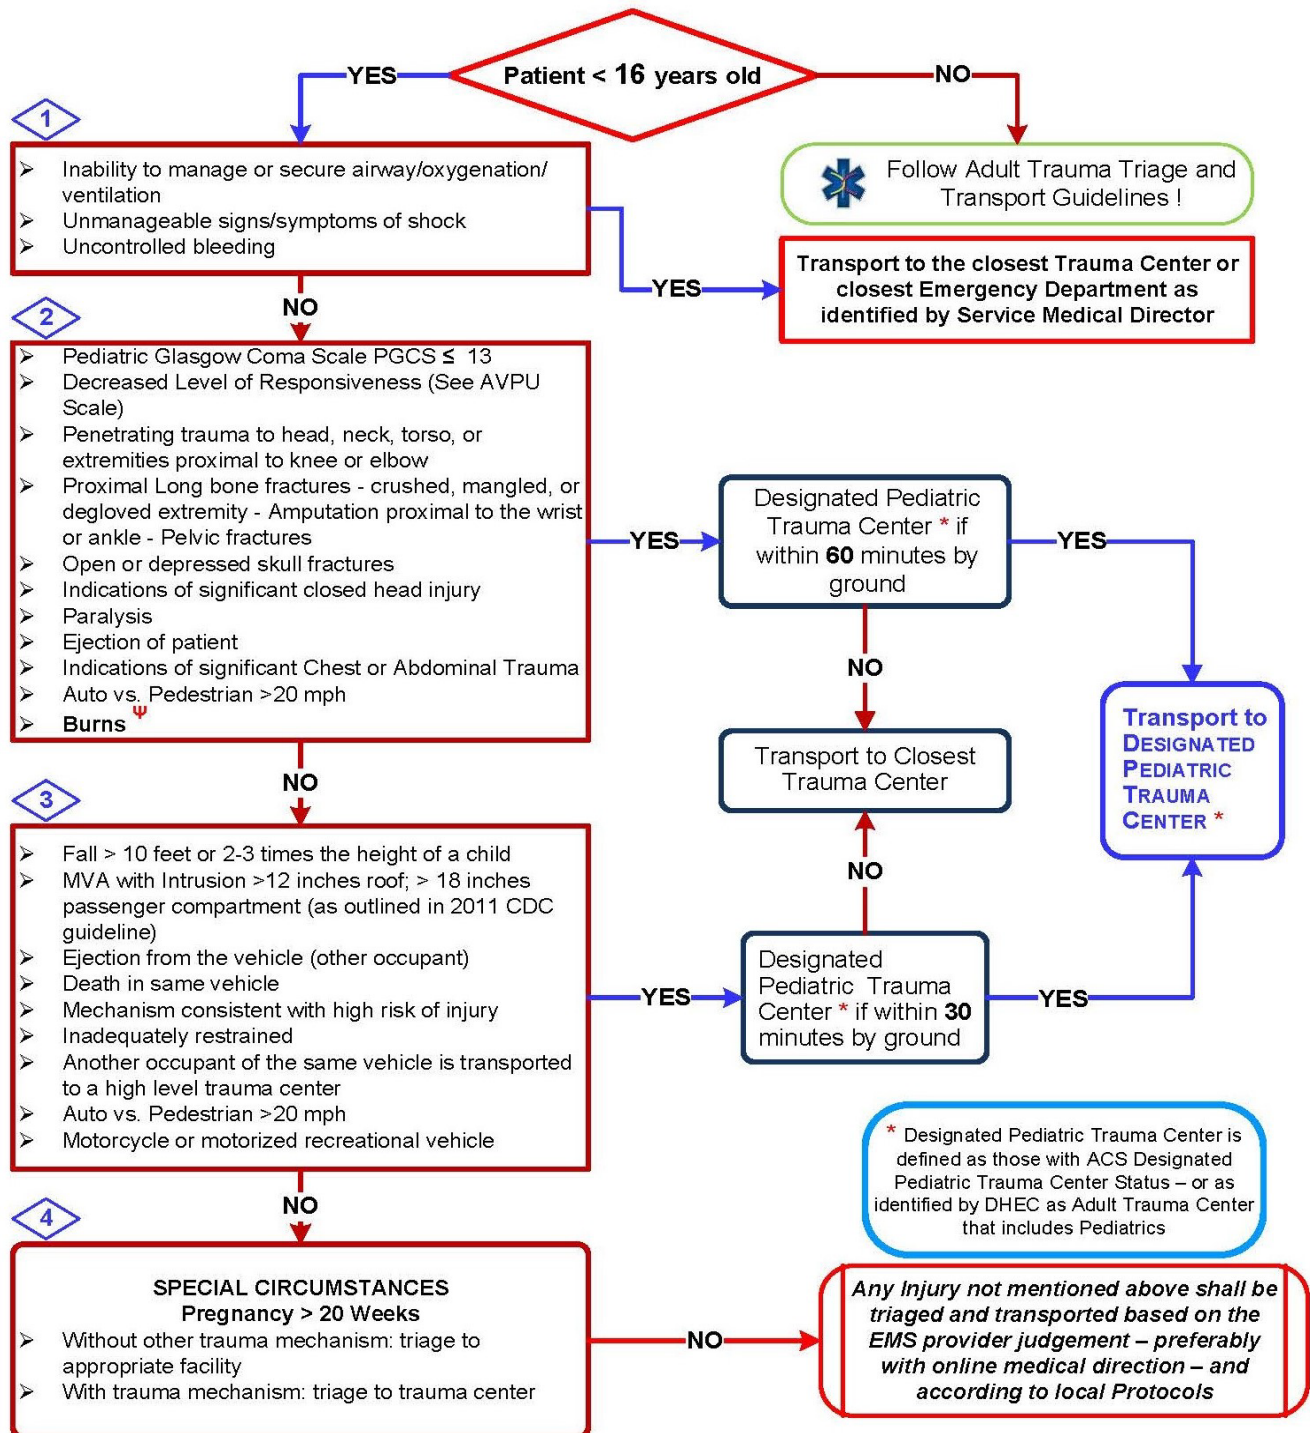 Patient < 16 years old
YES
NO
1
➢ Inability to manage or secure airway/oxygenation/
ventilation
➢ Unmanageable signs/symptoms of shock
➢ Uncontrolled bleeding
Follow Adult Trauma Triage and
Transport Guidelines !
YES
Transport to the closest Trauma Center or
closest Emergency Department as
identified by Service Medical Director
NO
2
➢ Pediatric Glasgow Coma Scale PGCS ≤ 13
➢ Decreased Level of Responsiveness (See AVPU
Scale)
➢ Penetrating trauma to head, neck, torso, or
extremities proximal to knee or elbow
➢ Proximal Long bone fractures - crushed, mangled, or
degloved extremity - Amputation proximal to the wrist
or ankle - Pelvic fractures
➢ Open or depressed skull fractures
➢ Indications of significant closed head injury
➢ Paralysis
➢ Ejection of patient
➢ Indications of significant Chest or Abdominal Trauma
➢ Auto vs. Pedestrian >20 mph
➢ Burns Ψ
YES
Designated Pediatric
Trauma Center * if
within 60 minutes by
ground
YES
NO
Transport to Closest
Trauma Center
Transport to
DESIGNATED
PEDIATRIC
TRAUMA
CENTER *
NO
3
➢ Fall > 10 feet or 2-3 times the height of a child
➢ MVA with Intrusion >12 inches roof; > 18 inches
passenger compartment (as outlined in 2011 CDC
guideline)
➢ Ejection from the vehicle (other occupant)
➢ Death in same vehicle
➢ Mechanism consistent with high risk of injury
➢ Inadequately restrained
➢ Another occupant of the same vehicle is transported
to a high level trauma center
➢ Auto vs. Pedestrian >20 mph
➢ Motorcycle or motorized recreational vehicle
NO
YES
Designated
Pediatric Trauma
Center * if within 30
minutes by ground
YES
* Designated Pediatric Trauma Center is
defined as those with ACS Designated
Pediatric Trauma Center Status – or as
identified by DHEC as Adult Trauma Center
that includes Pediatrics
NO
4
SPECIAL CIRCUMSTANCES
Pregnancy > 20 Weeks
➢ Without other trauma mechanism: triage to
appropriate facility
➢ With trauma mechanism: triage to trauma center
NO
Any Injury not mentioned above shall be
triaged and transported based on the
EMS provider judgement – preferably
with online medical direction – and
according to local Protocols